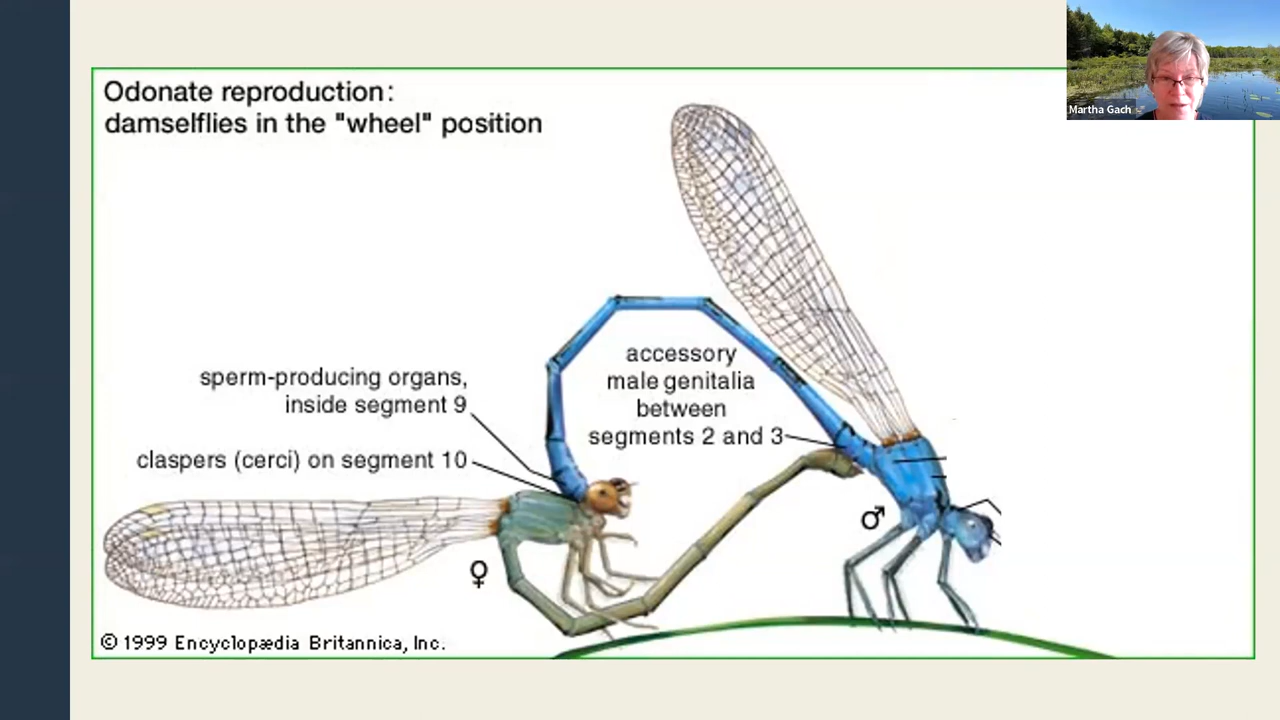 Odonate reproduction:
damselflies in the "wheel" position
Martha Gach
accessory
male genitalia
between
segments 2 and 3
sperm-producing organs,
inside segment 9
claspers (cerci) on segment 10
♂
♀
© 1999 Encyclopædia Britannica, Inc.